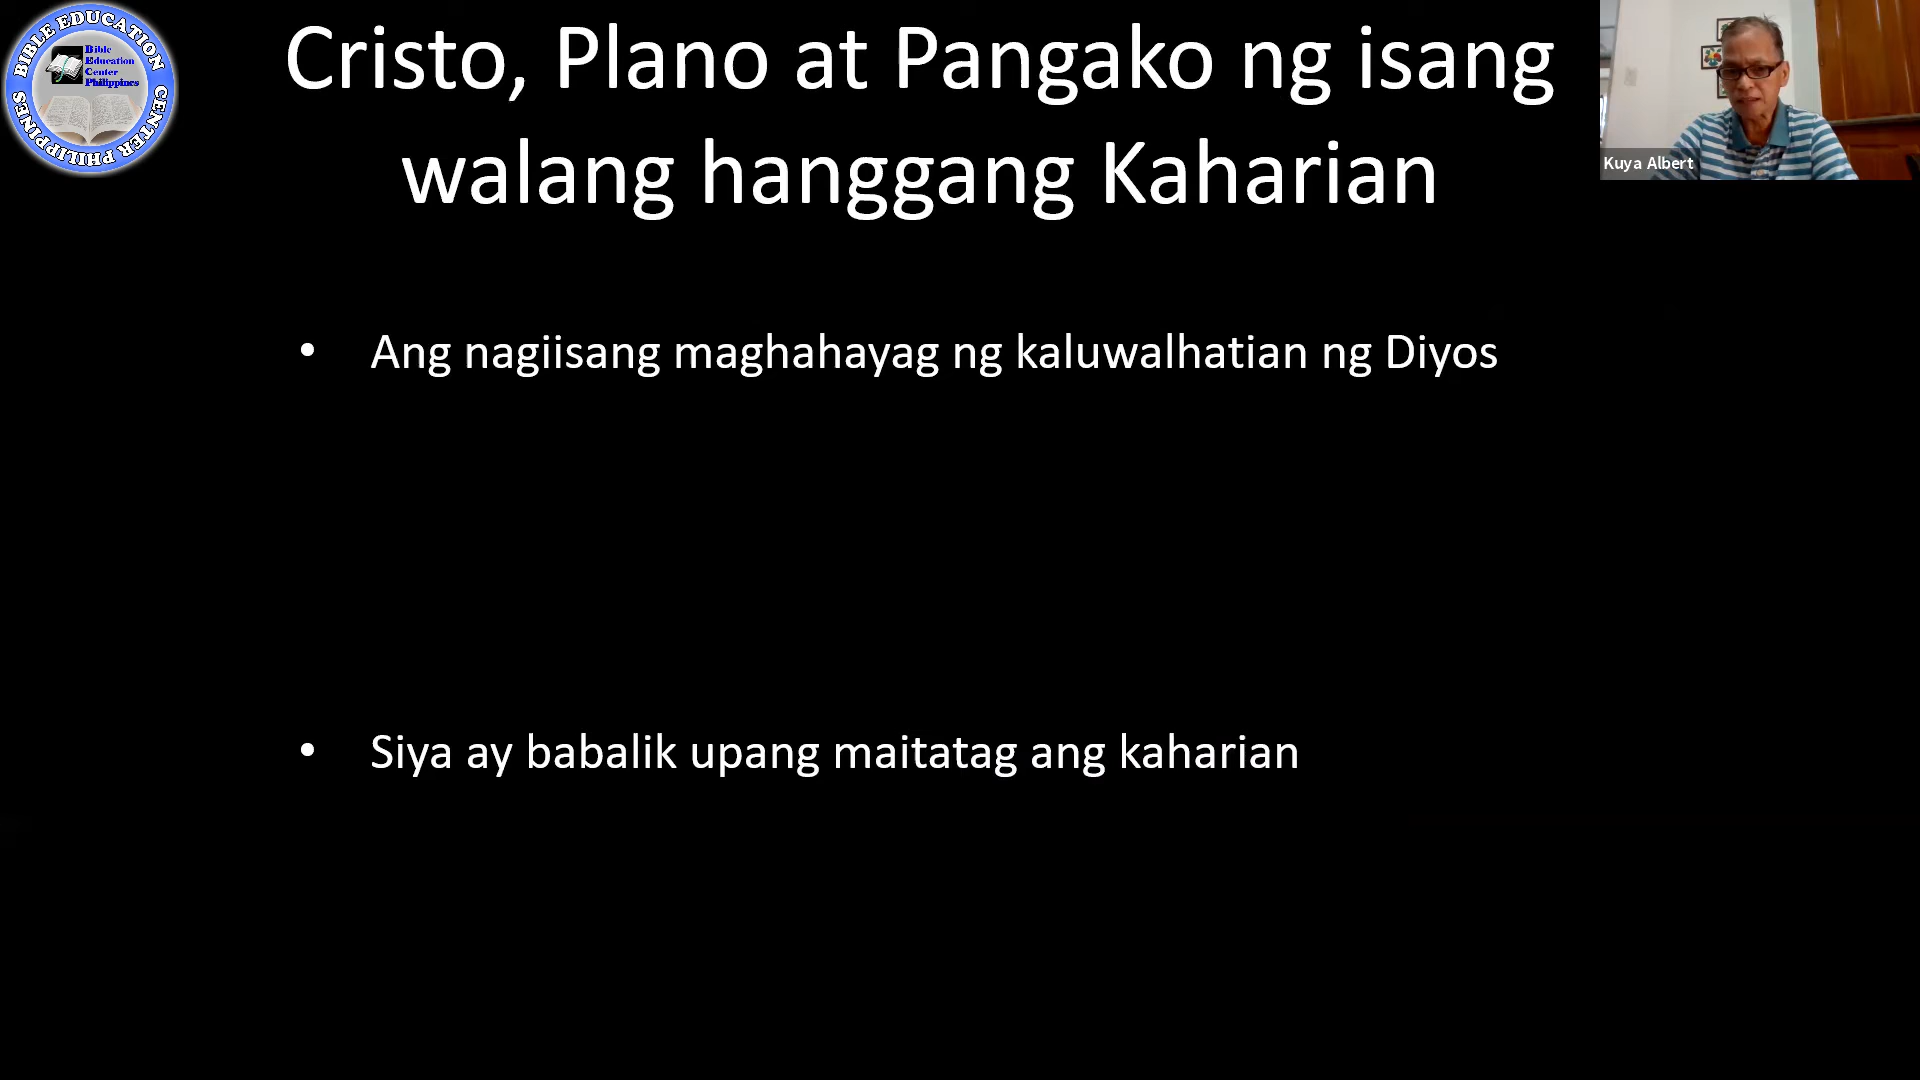 BIBLE EDUCATION CENTER PHILIPPINES
Bible
Education
Center
Philippines
Cristo, Plano at Pangako ng isang
walang hanggang Kaharian
Kuya Albert
• Ang nagiisang maghahayag ng kaluwalhatian ng Diyos
• Siya ay babalik upang maitatag ang kaharian